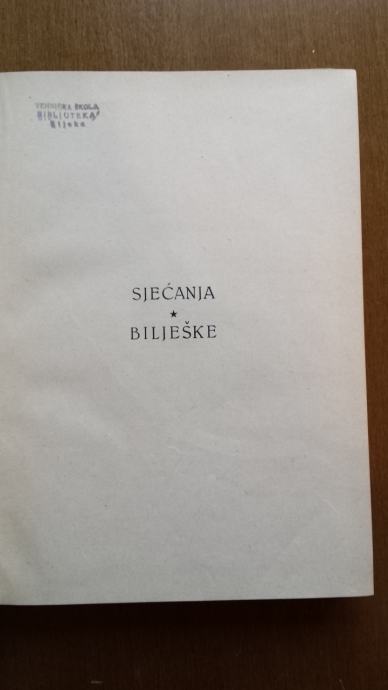 TEHNIČKA ŠKOLA
BIBLIOTEKA
Rijeka
SJEĆANJA
★
BILJEŠKE